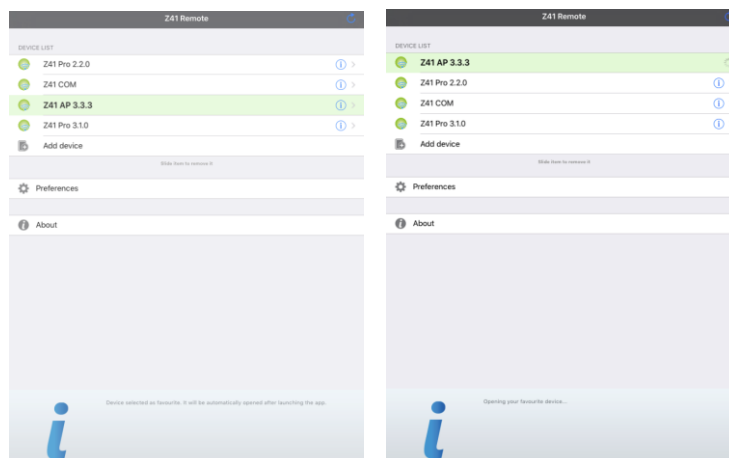 Z41 Remote
DEVICE LIST
Z41 Pro 2.2.0
Z41 COM
Z41 AP 3.3.3
Z41 Pro 3.1.0
Add device
Slide item to remove it
Preferences
About
Device selected as favourite. It will be automatically opened after launching the app.
Z41 Remote
DEVICE LIST
Z41 AP 3.3.3
Z41 Pro 2.2.0
Z41 COM
Z41 Pro 3.1.0
Add device
Slide item to remove it
Preferences
About
Opening your favourite device...